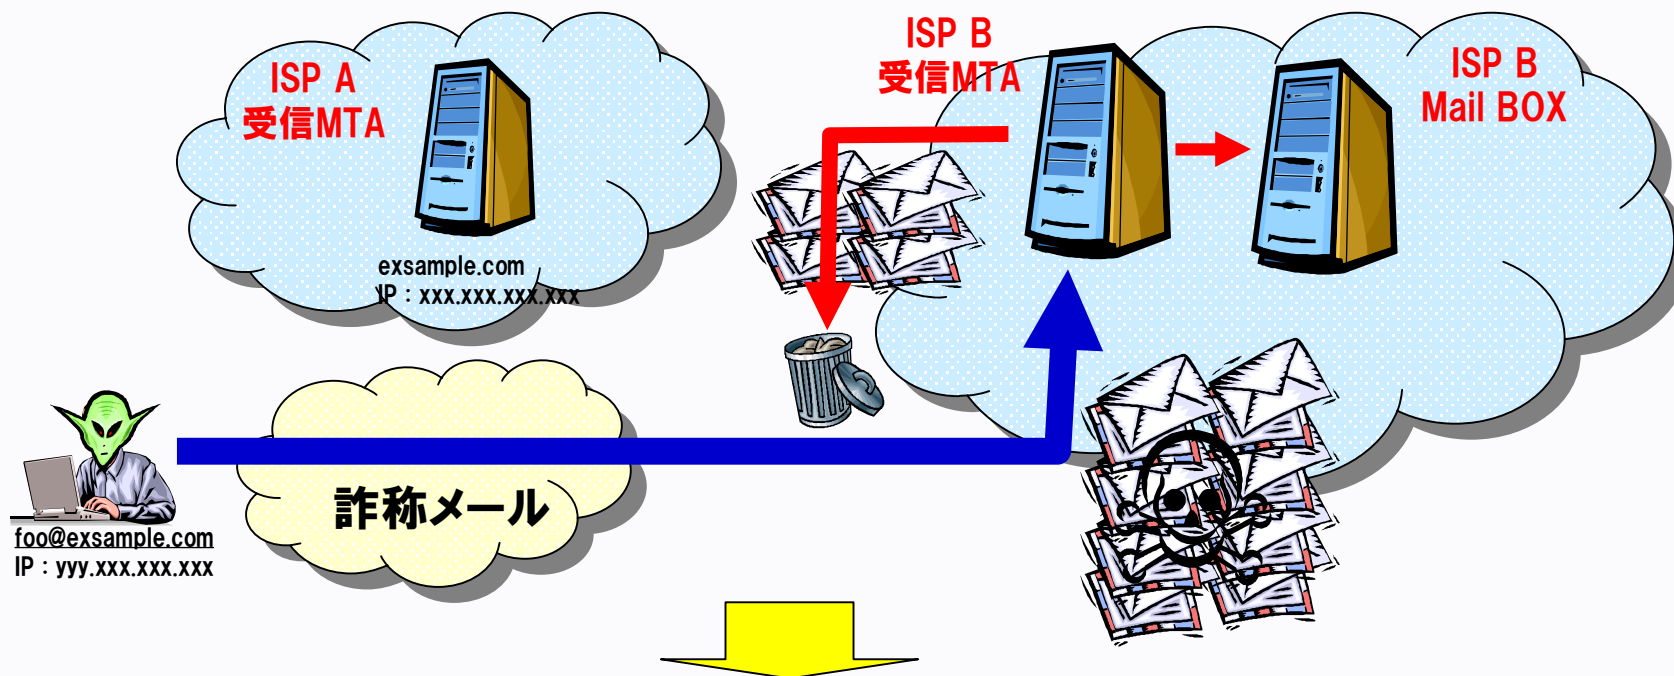 ISP A
受信MTA
exsample.com
IP：xxx.xxx.xxx.xxx
ISP B
受信MTA
ISP B
Mail BOX
詐称メール
foo@exsample.com
IP：yyy.xxx.xxx.xxx